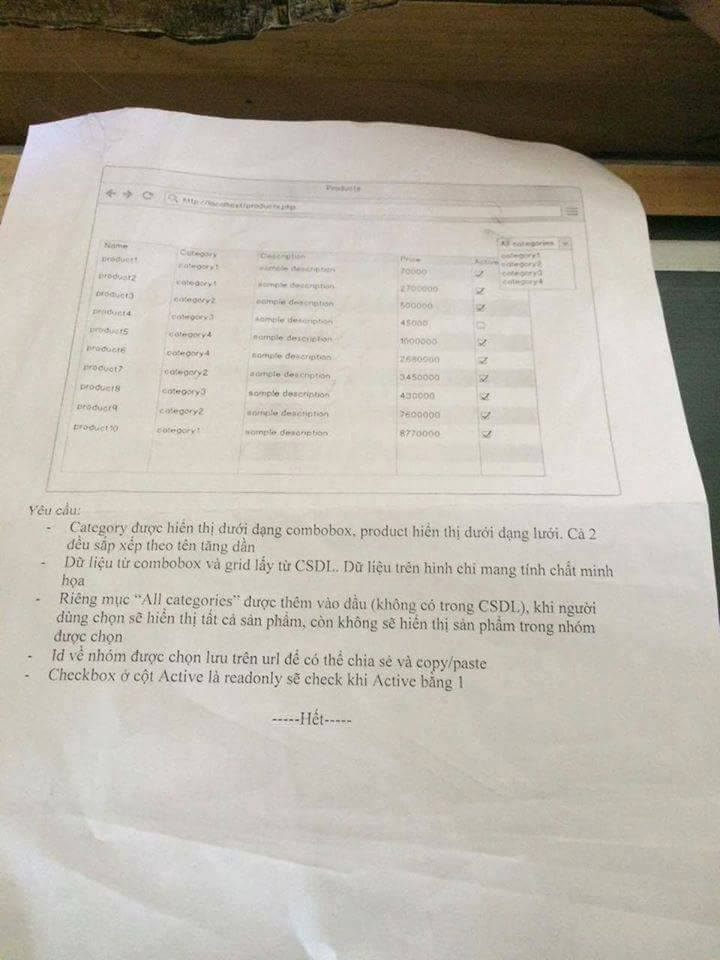 Products
http://localhost/products.php
All categories
category1
category2
category3
category4
Name Category Description Price Active
product1 category1 sample description 70000
product2 category1 sample description 2700000
product3 category2 sample description 500000
product4 category3 sample description 45000
product5 category4 sample description 1000000
product6 category4 sample description 2680000
product7 category2 sample description 3450000
product8 category3 sample description 430000
product9 category2 sample description 7600000
product10 category1 sample description 8770000
Yêu cầu:
- Category được hiển thị dưới dạng combobox, product hiển thị dưới dạng lưới. Cả 2
đều sắp xếp theo tên tăng dần
- Dữ liệu từ combobox và grid lấy từ CSDL. Dữ liệu trên hình chỉ mang tính chất minh
họa
- Riêng mục “All categories” được thêm vào đầu (không có trong CSDL), khi người
dùng chọn sẽ hiển thị tất cả sản phẩm, còn không sẽ hiển thị sản phẩm trong nhóm
được chọn
- Id về nhóm được chọn lưu trên url để có thể chia sẻ và copy/paste
- Checkbox ở cột Active là readonly sẽ check khi Active bằng 1
-----Hết-----